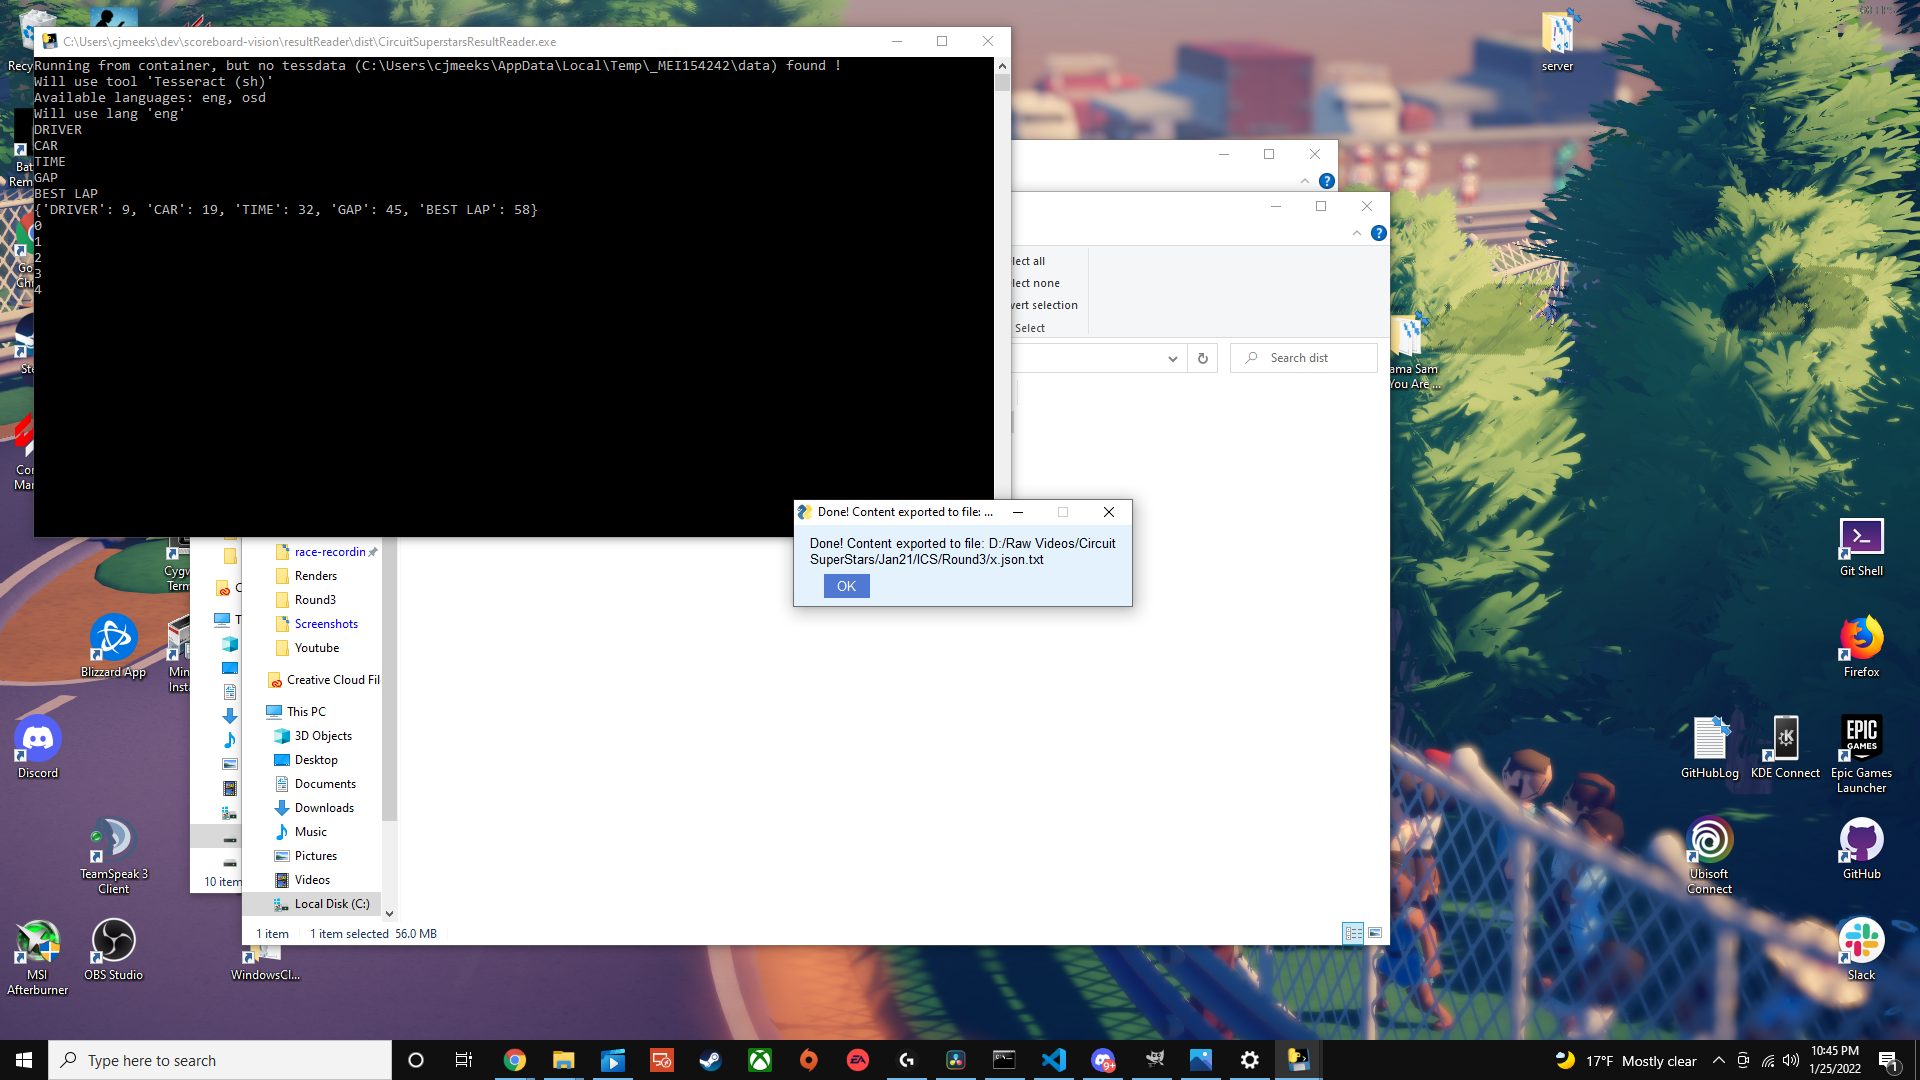 C:\Users\cjmeeks\dev\scoreboard-vision\resultReader\dist\CircuitSuperstarsResultReader.exe
Running from container, but no tessdata (C:\Users\cjmeeks\AppData\Local\Temp\_MEI154242\data) found !
Will use tool 'Tesseract (sh)'
Available languages: eng, osd
Will use lang 'eng'
DRIVER
CAR
TIME
GAP
BEST LAP
{'DRIVER': 9, 'CAR': 19, 'TIME': 32, 'GAP': 45, 'BEST LAP': 58}
0
1
2
3
4
lect all
lect none
vert selection
Select
Search dist
Done! Content exported to file: ...
Done! Content exported to file: D:/Raw Videos/Circuit
SuperStars/Jan21/ICS/Round3/x.json.txt
OK
race-recordin
Renders
Round3
Screenshots
Youtube
Creative Cloud Fil
This PC
3D Objects
Desktop
Documents
Downloads
Music
Pictures
Videos
Local Disk (C:)
10 item
1 item
1 item selected
56.0 MB
Recy
Bat
Rem
Go
Chr
Ste
Cor
Mar
Cygw
Term
Blizzard App
Min
Inst
Discord
TeamSpeak 3
Client
MSI
Afterburner
OBS Studio
WindowsCl...
server
ama Sam
You Are ...
Git Shell
Firefox
GitHubLog
KDE Connect
EPIC
GAMES
Epic Games
Launcher
Ubisoft
Connect
GitHub
Slack
Type here to search
EA
9+
17°F Mostly clear
10:45 PM
1/25/2022
1